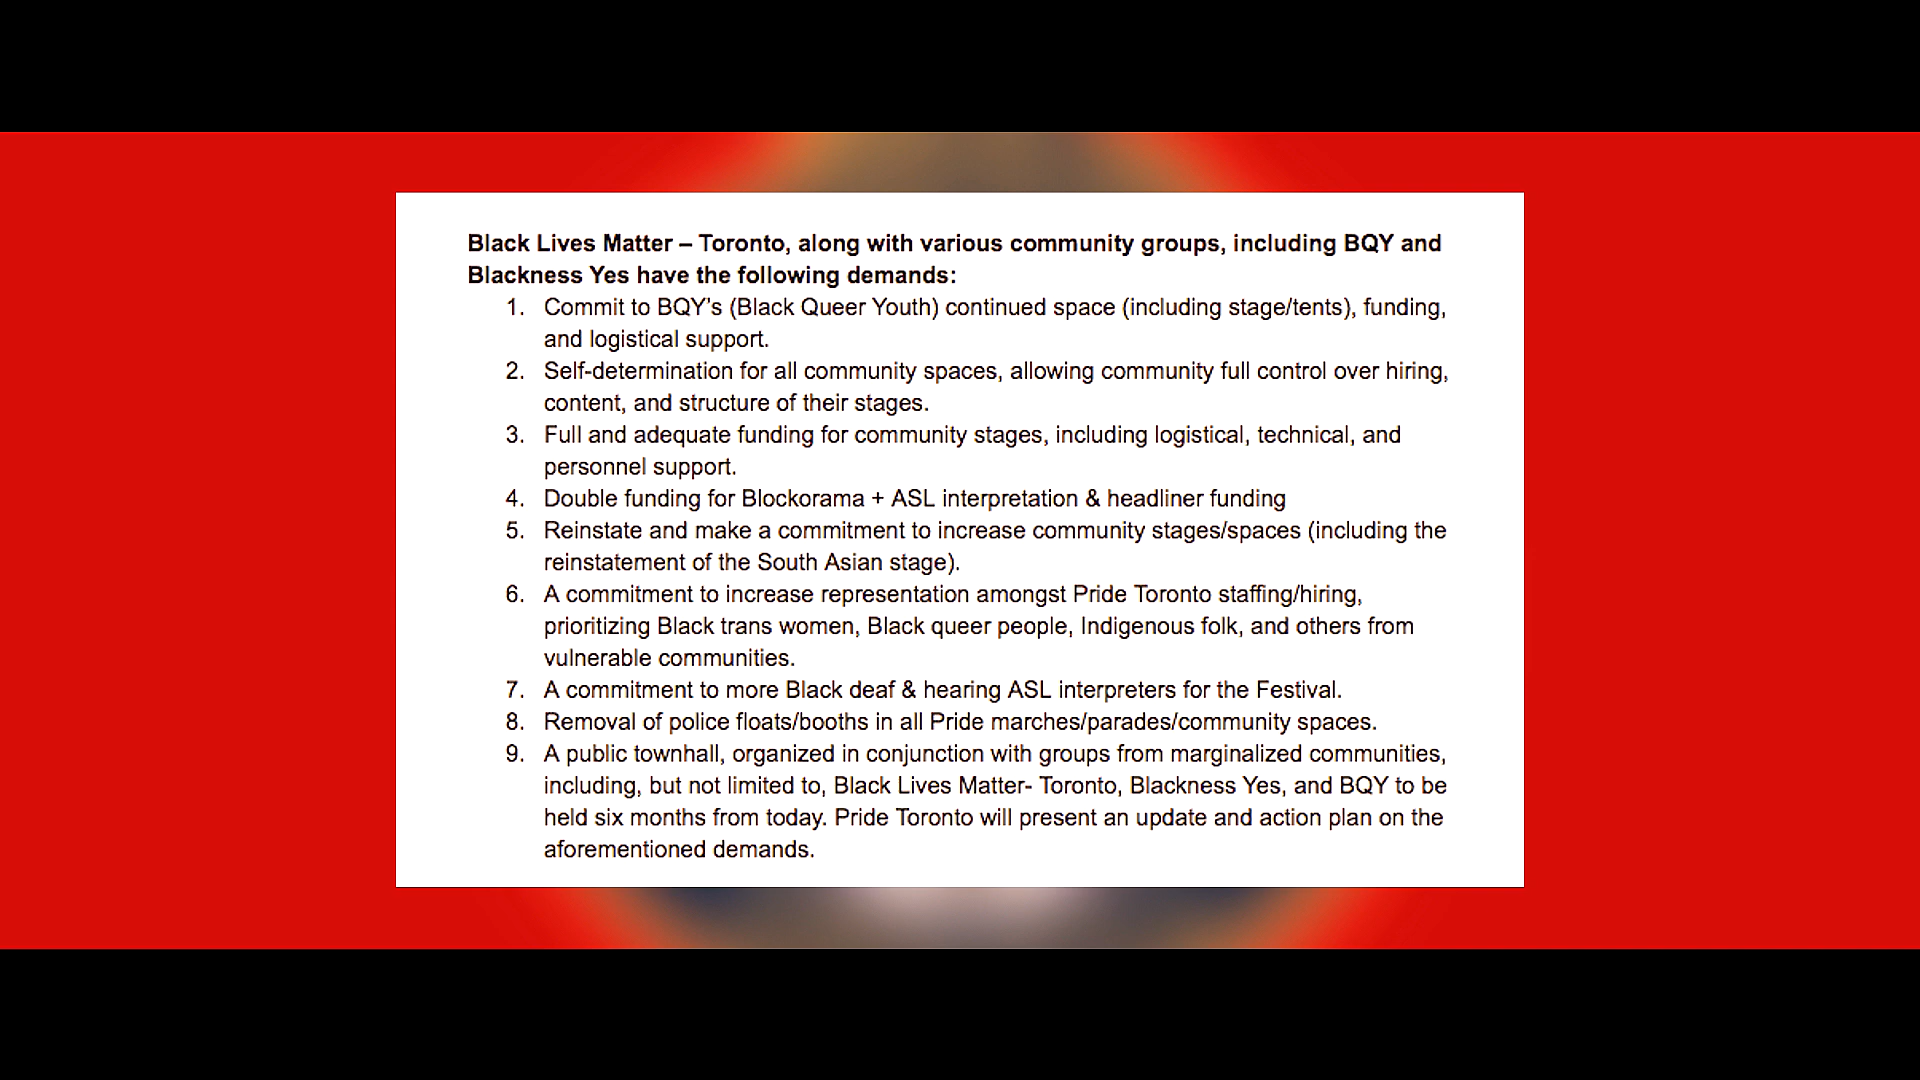 Black Lives Matter – Toronto, along with various community groups, including BQY and
Blackness Yes have the following demands:
1. Commit to BQY’s (Black Queer Youth) continued space (including stage/tents), funding,
and logistical support.
2. Self-determination for all community spaces, allowing community full control over hiring,
content, and structure of their stages.
3. Full and adequate funding for community stages, including logistical, technical, and
personnel support.
4. Double funding for Blockorama + ASL interpretation & headliner funding
5. Reinstate and make a commitment to increase community stages/spaces (including the
reinstatement of the South Asian stage).
6. A commitment to increase representation amongst Pride Toronto staffing/hiring,
prioritizing Black trans women, Black queer people, Indigenous folk, and others from
vulnerable communities.
7. A commitment to more Black deaf & hearing ASL interpreters for the Festival.
8. Removal of police floats/booths in all Pride marches/parades/community spaces.
9. A public townhall, organized in conjunction with groups from marginalized communities,
including, but not limited to, Black Lives Matter- Toronto, Blackness Yes, and BQY to be
held six months from today. Pride Toronto will present an update and action plan on the
aforementioned demands.